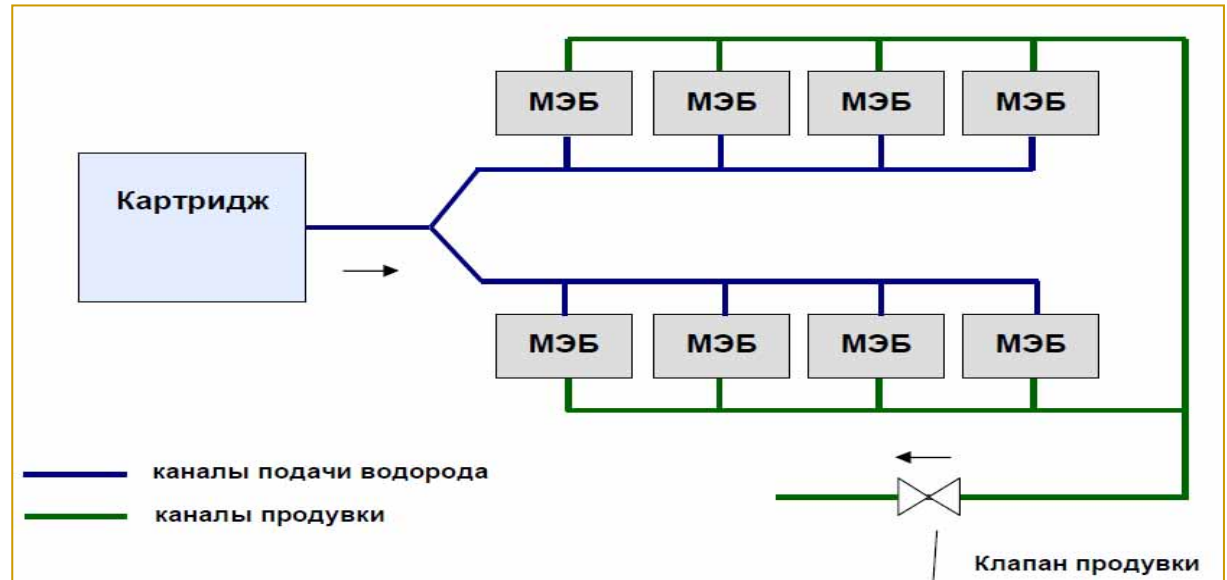 МЭБ МЭБ МЭБ МЭБ
Картридж
МЭБ МЭБ МЭБ МЭБ
каналы подачи водорода
каналы продувки
Клапан продувки